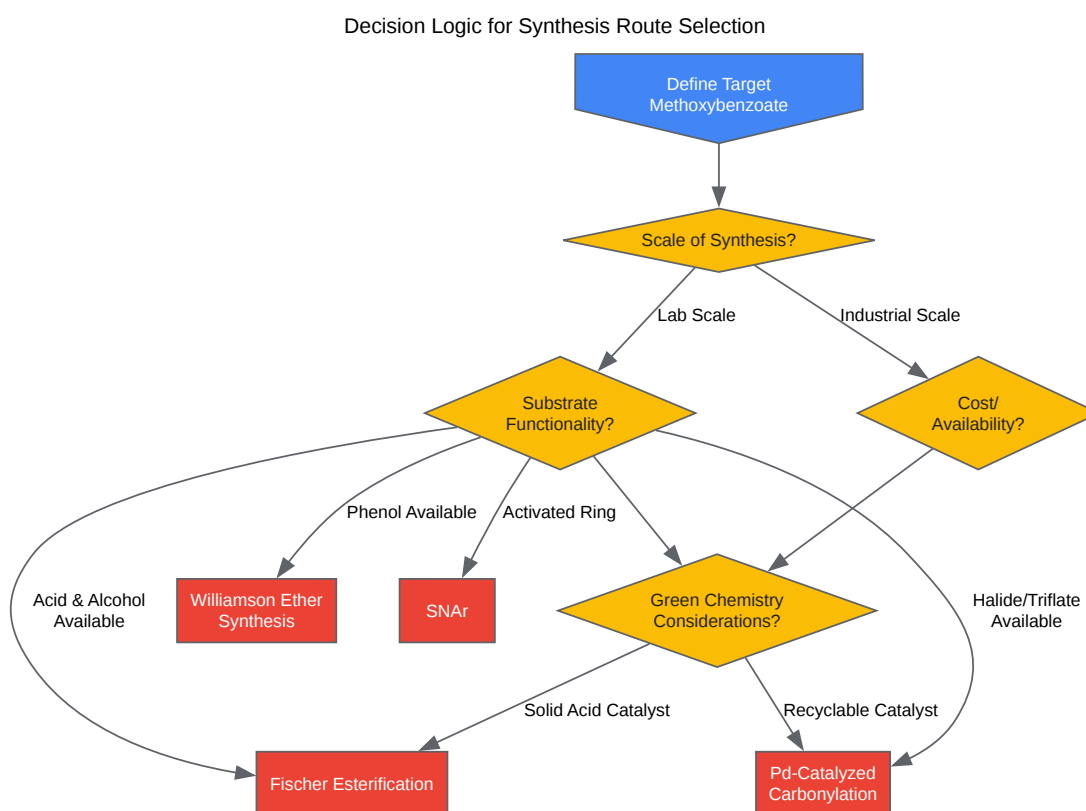 Decision Logic for Synthesis Route Selection
Define Target
Methoxybenzoate
Scale of Synthesis?
Lab Scale
Industrial Scale
Substrate
Functionality?
Cost/
Availability?
Phenol Available
Activated Ring
Acid & Alcohol
Available
Williamson Ether
Synthesis
SNAr
Green Chemistry
Considerations?
Halide/Triflate
Available
Solid Acid Catalyst
Recyclable Catalyst
Fischer Esterification
Pd-Catalyzed
Carbonylation